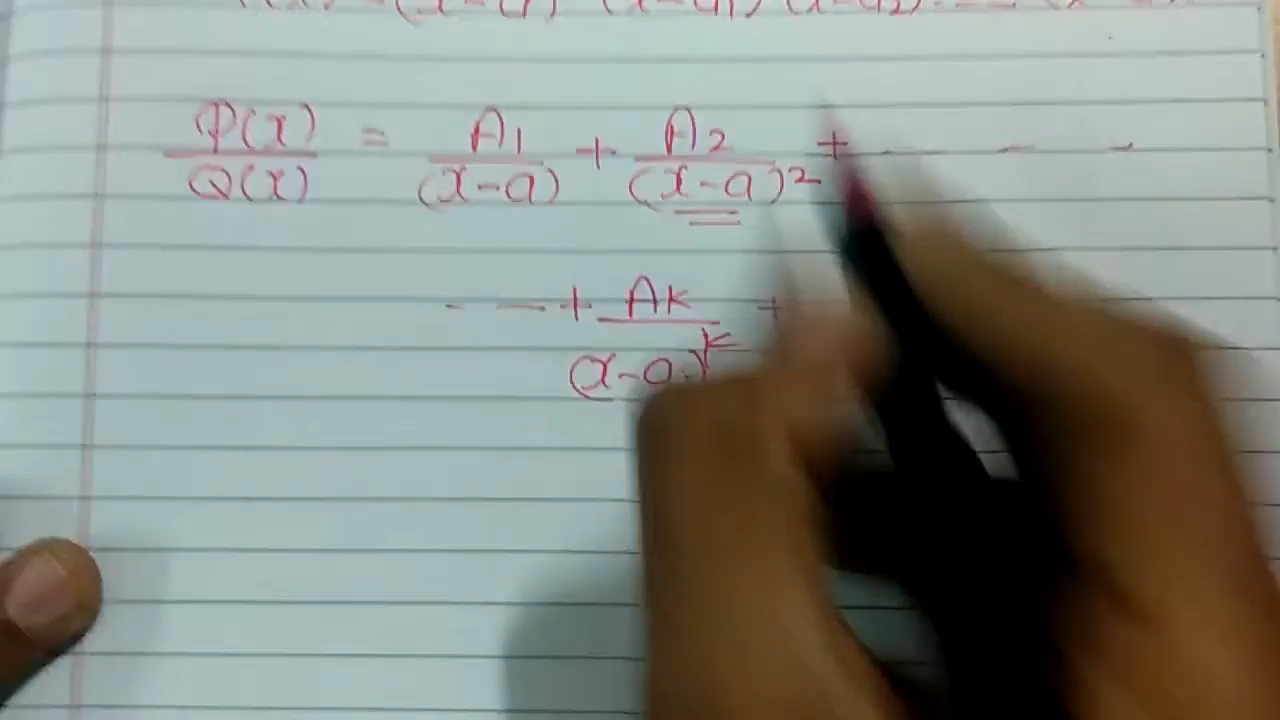 P(x)/Q(x) = A1/(x-a) + A2/(x-a)² + - - -
- - + AK/(x-a)^K +